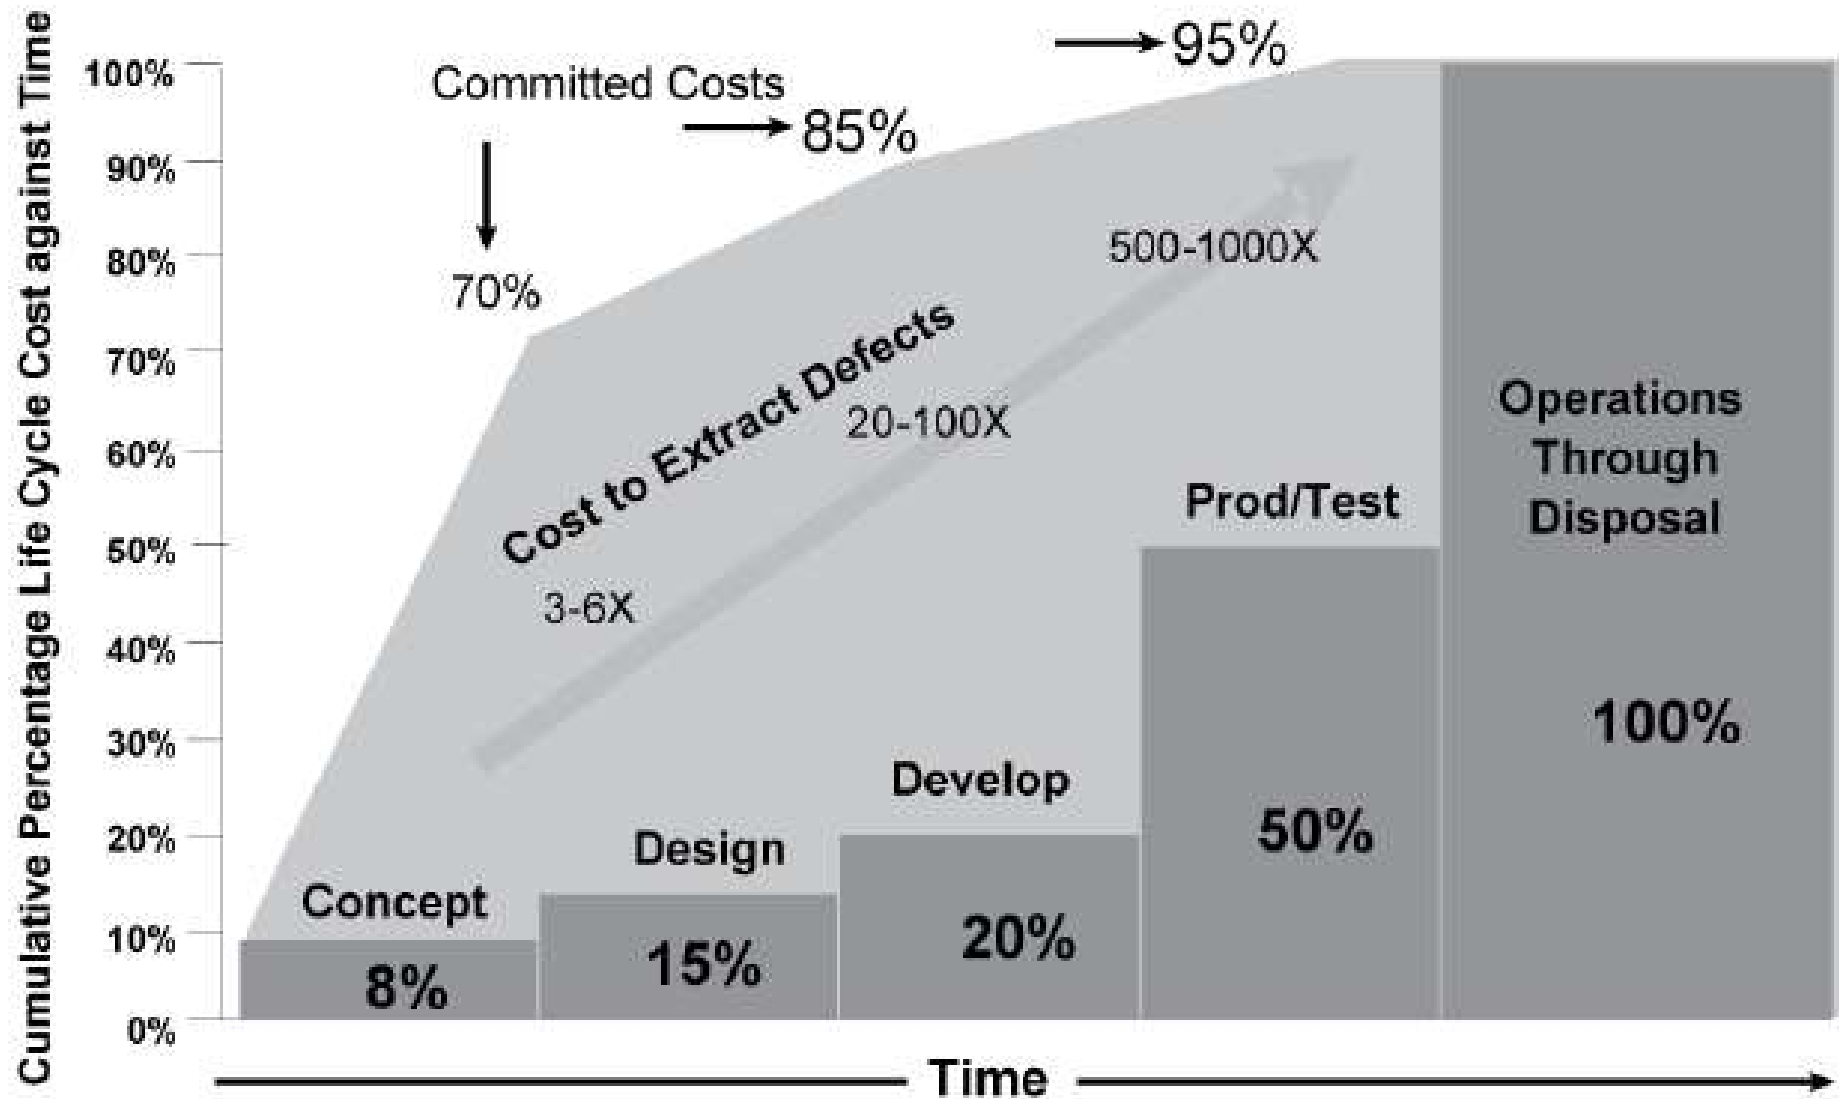 Cumulative Percentage Life Cycle Cost against Time
100%
90%
80%
70%
60%
50%
40%
30%
20%
10%
0%
Committed Costs
70%
85%
95%
Cost to Extract Defects
3-6X
20-100X
500-1000X
Concept
8%
Design
15%
Develop
20%
Prod/Test
50%
Operations
Through
Disposal
100%
Time